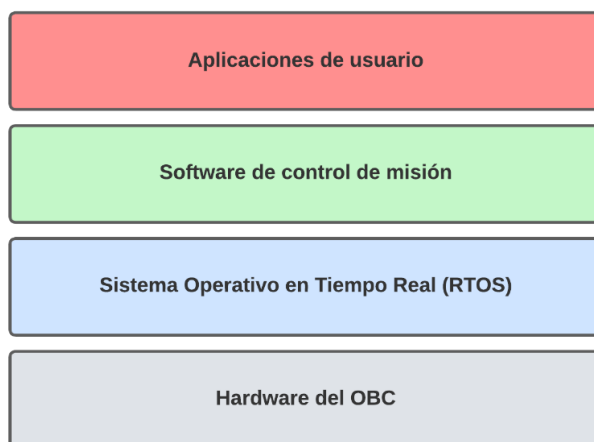 Aplicaciones de usuario
Software de control de misión
Sistema Operativo en Tiempo Real (RTOS)
Hardware del OBC